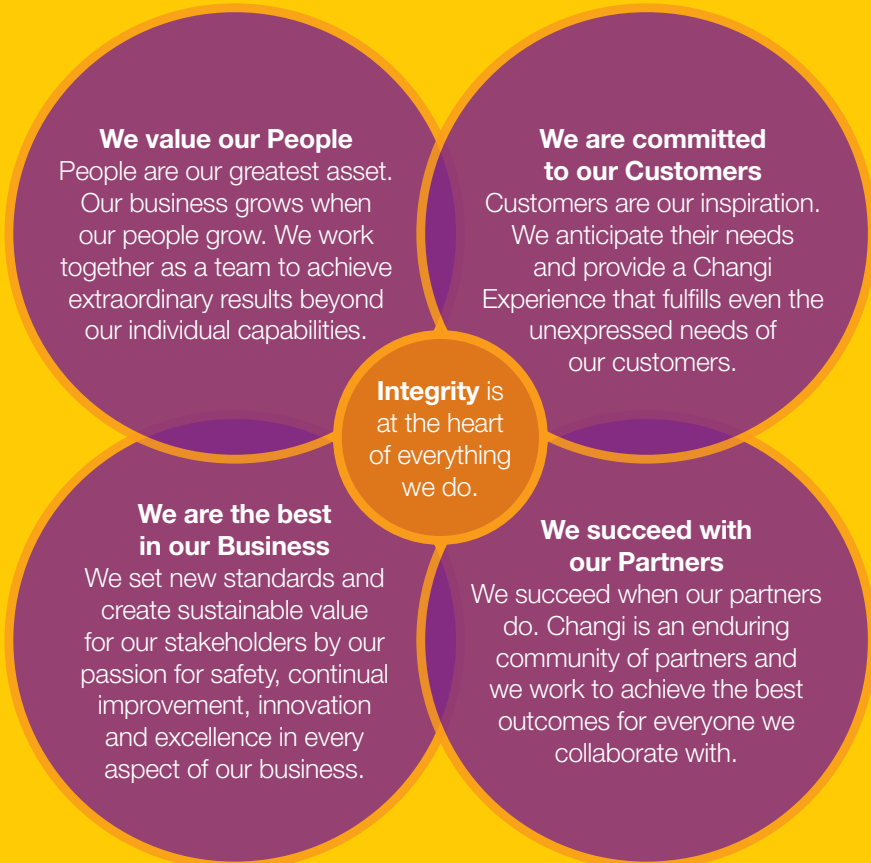 We value our People
People are our greatest asset.
Our business grows when
our people grow. We work
together as a team to achieve
extraordinary results beyond
our individual capabilities.
We are committed
to our Customers
Customers are our inspiration.
We anticipate their needs
and provide a Changi
Experience that fulfills even the
unexpressed needs of
our customers.
Integrity is
at the heart
of everything
we do.
We are the best
in our Business
We set new standards and
create sustainable value
for our stakeholders by our
passion for safety, continual
improvement, innovation
and excellence in every
aspect of our business.
We succeed with
our Partners
We succeed when our partners
do. Changi is an enduring
community of partners and
we work to achieve the best
outcomes for everyone we
collaborate with.